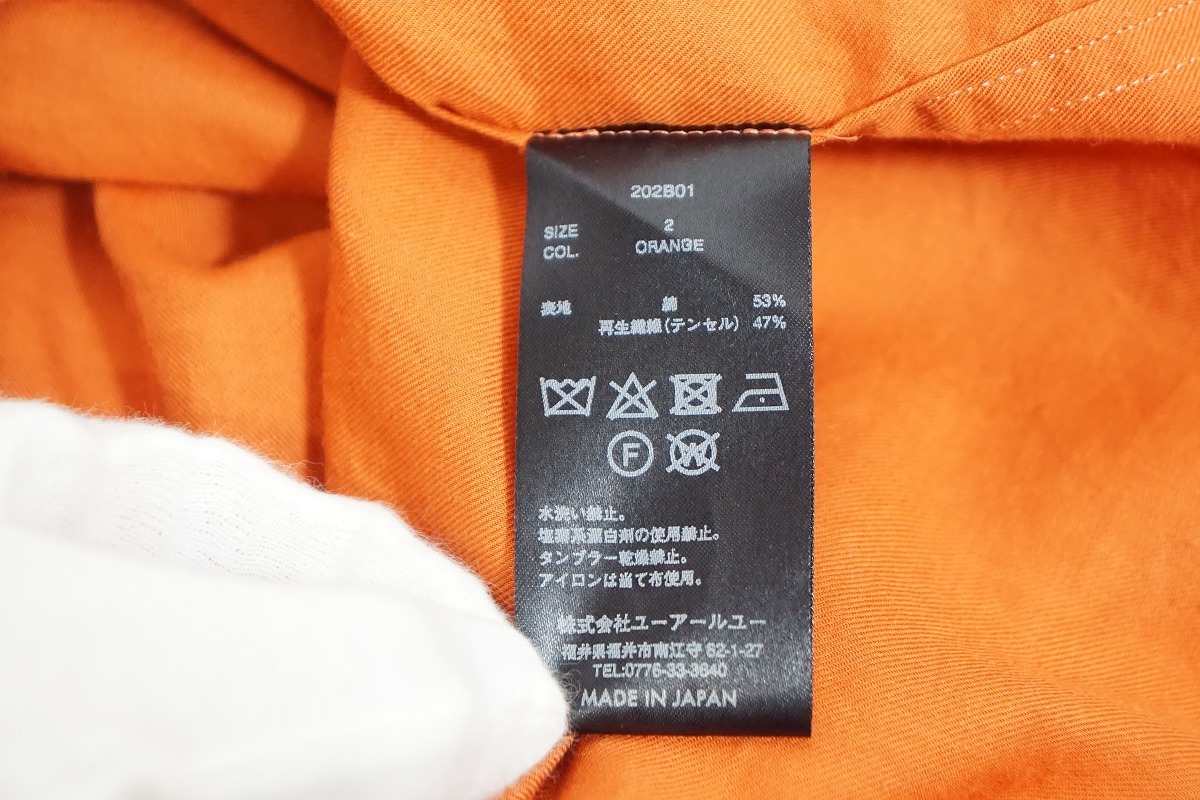 202B01
SIZE 2
COL. ORANGE
表地 綿 53%
再生繊維(テンセル) 47%
F
W
水洗い禁止。
塩素系漂白剤の使用禁止。
タンブラー乾燥禁止。
アイロンは当て布使用。
株式会社ユーアールユー
福井県福井市南江守 62-1-27
TEL:0776-33-3640
MADE IN JAPAN